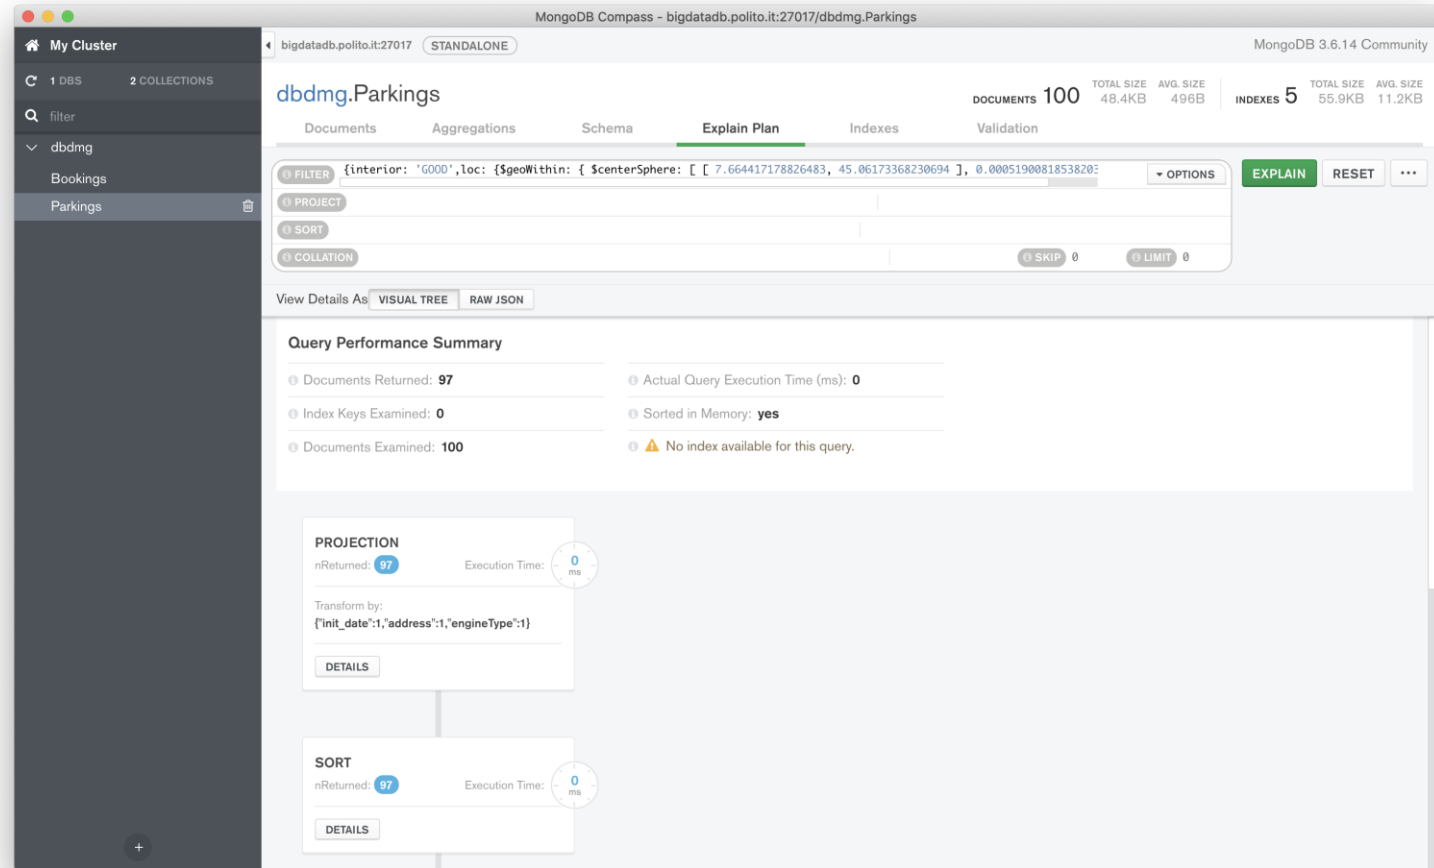 MongoDB Compass - bigdatadb.polito.it:27017/dbdmg.Parkings
My Cluster
1 DBS 2 COLLECTIONS
filter
dbdmg
Bookings
Parkings
bigdatadb.polito.it:27017 STANDALONE MongoDB 3.6.14 Community
dbdmg.Parkings
DOCUMENTS 100 TOTAL SIZE 48.4KB AVG. SIZE 496B INDEXES 5 TOTAL SIZE 55.9KB AVG. SIZE 11.2KB
Documents Aggregations Schema Explain Plan Indexes Validation
FILTER {interior: 'GOOD',loc: {$geoWithin: { $centerSphere: [ [ 7.664417178826483, 45.06173368230694 ], 0.00051900818538203 OPTIONS EXPLAIN RESET ...
PROJECT
SORT
COLLATION SKIP 0 LIMIT 0
View Details As VISUAL TREE RAW JSON
Query Performance Summary
Documents Returned: 97 Actual Query Execution Time (ms): 0
Index Keys Examined: 0 Sorted in Memory: yes
Documents Examined: 100 No index available for this query.
PROJECTION
nReturned: 97 Execution Time: 0 ms
Transform by:
{"init_date":1,"address":1,"engineType":1}
DETAILS
SORT
nReturned: 97 Execution Time: 0 ms
DETAILS